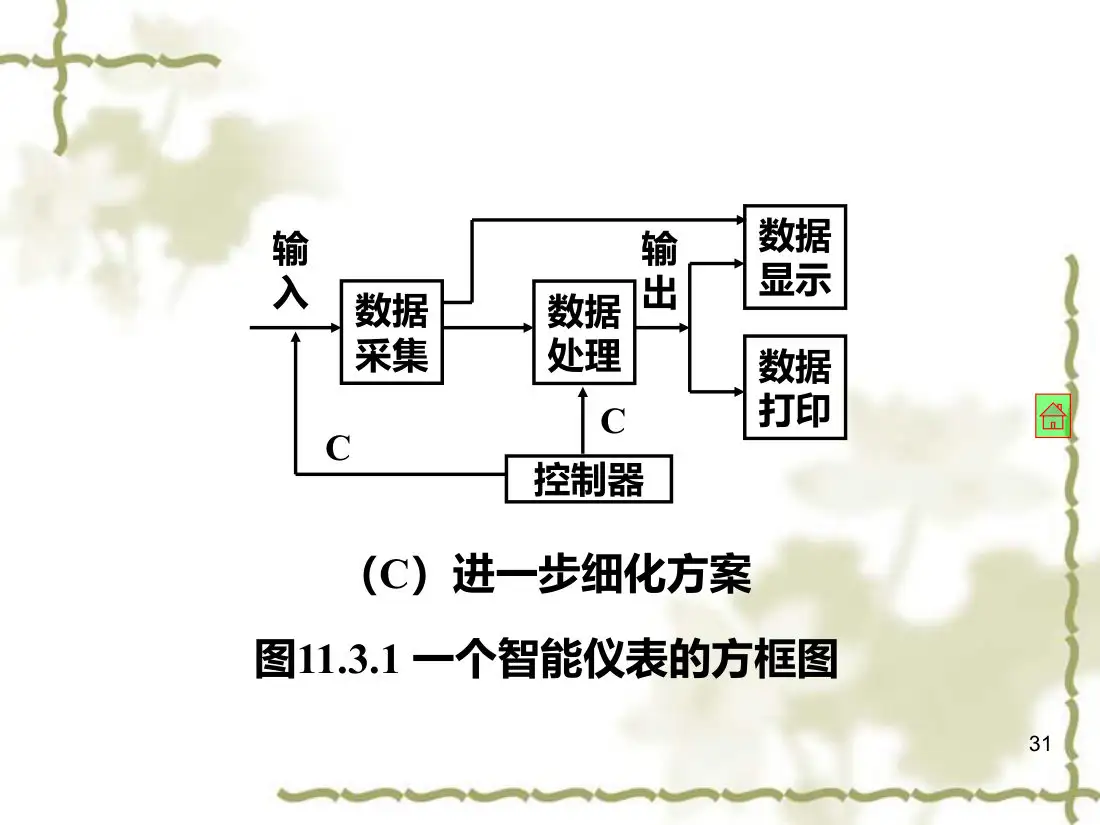 输
入
数据
采集
数据
处理
输
出
数据
显示
数据
打印
C
C
控制器
（C）进一步细化方案
图11.3.1 一个智能仪表的方框图
31